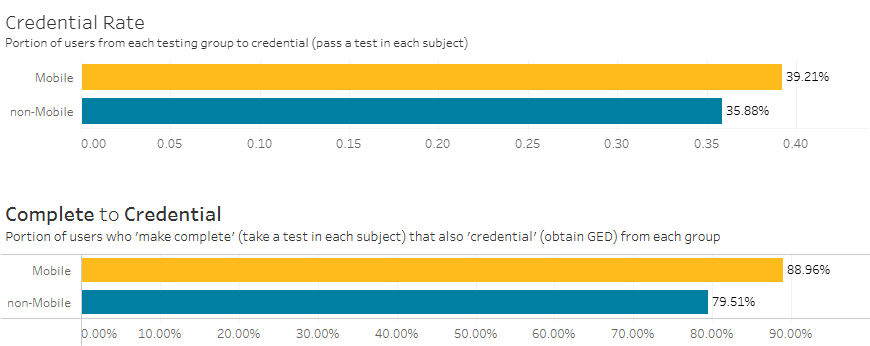 Credential Rate
Portion of users from each testing group to credential (pass a test in each subject)
Mobile 39.21%
non-Mobile 35.88%
0.00 0.05 0.10 0.15 0.20 0.25 0.30 0.35 0.40
Complete to Credential
Portion of users who 'make complete' (take a test in each subject) that also 'credential' (obtain GED) from each group
Mobile 88.96%
non-Mobile 79.51%
0.00% 10.00% 20.00% 30.00% 40.00% 50.00% 60.00% 70.00% 80.00% 90.00%